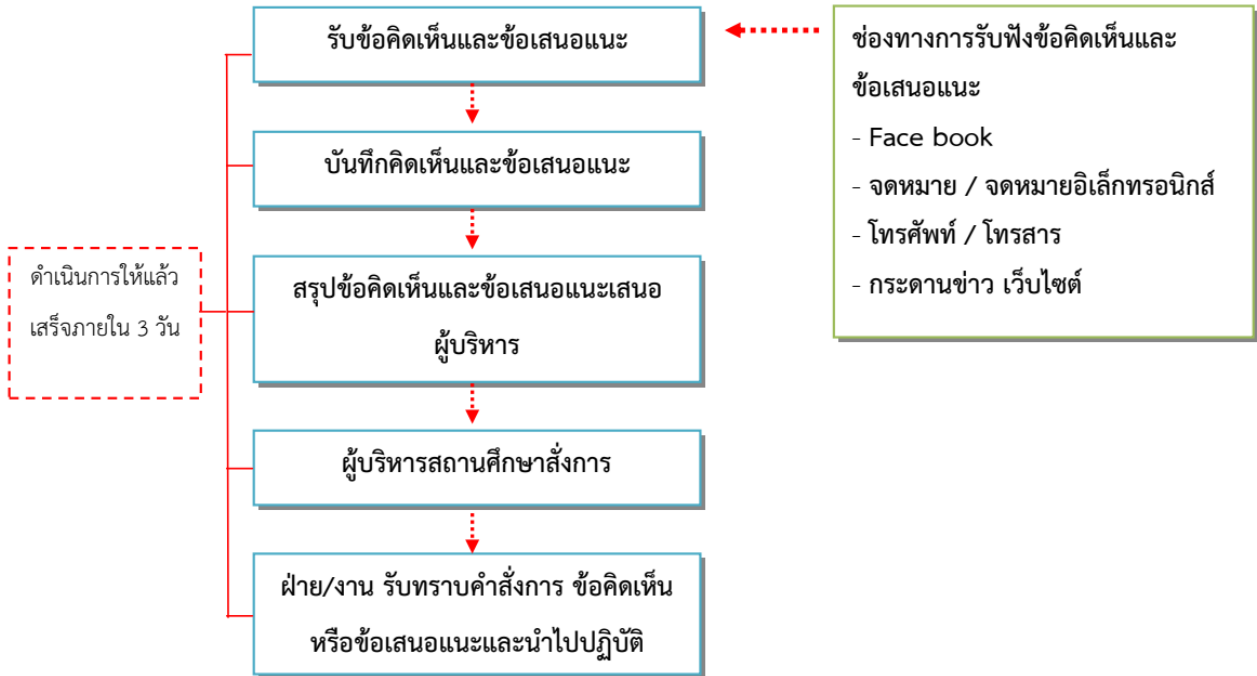 รับข้อคิดเห็นและข้อเสนอแนะ
บันทึกคิดเห็นและข้อเสนอแนะ
สรุปข้อคิดเห็นและข้อเสนอแนะเสนอ
ผู้บริหาร
ผู้บริหารสถานศึกษาสั่งการ
ฝ่าย/งาน รับทราบคำสั่งการ ข้อคิดเห็น
หรือข้อเสนอแนะและนำไปปฏิบัติ
ดำเนินการให้แล้ว
เสร็จภายใน 3 วัน
ช่องทางการรับฟังข้อคิดเห็นและ
ข้อเสนอแนะ
- Face book
- จดหมาย / จดหมายอิเล็กทรอนิกส์
- โทรศัพท์ / โทรสาร
- กระดานข่าว เว็บไซต์